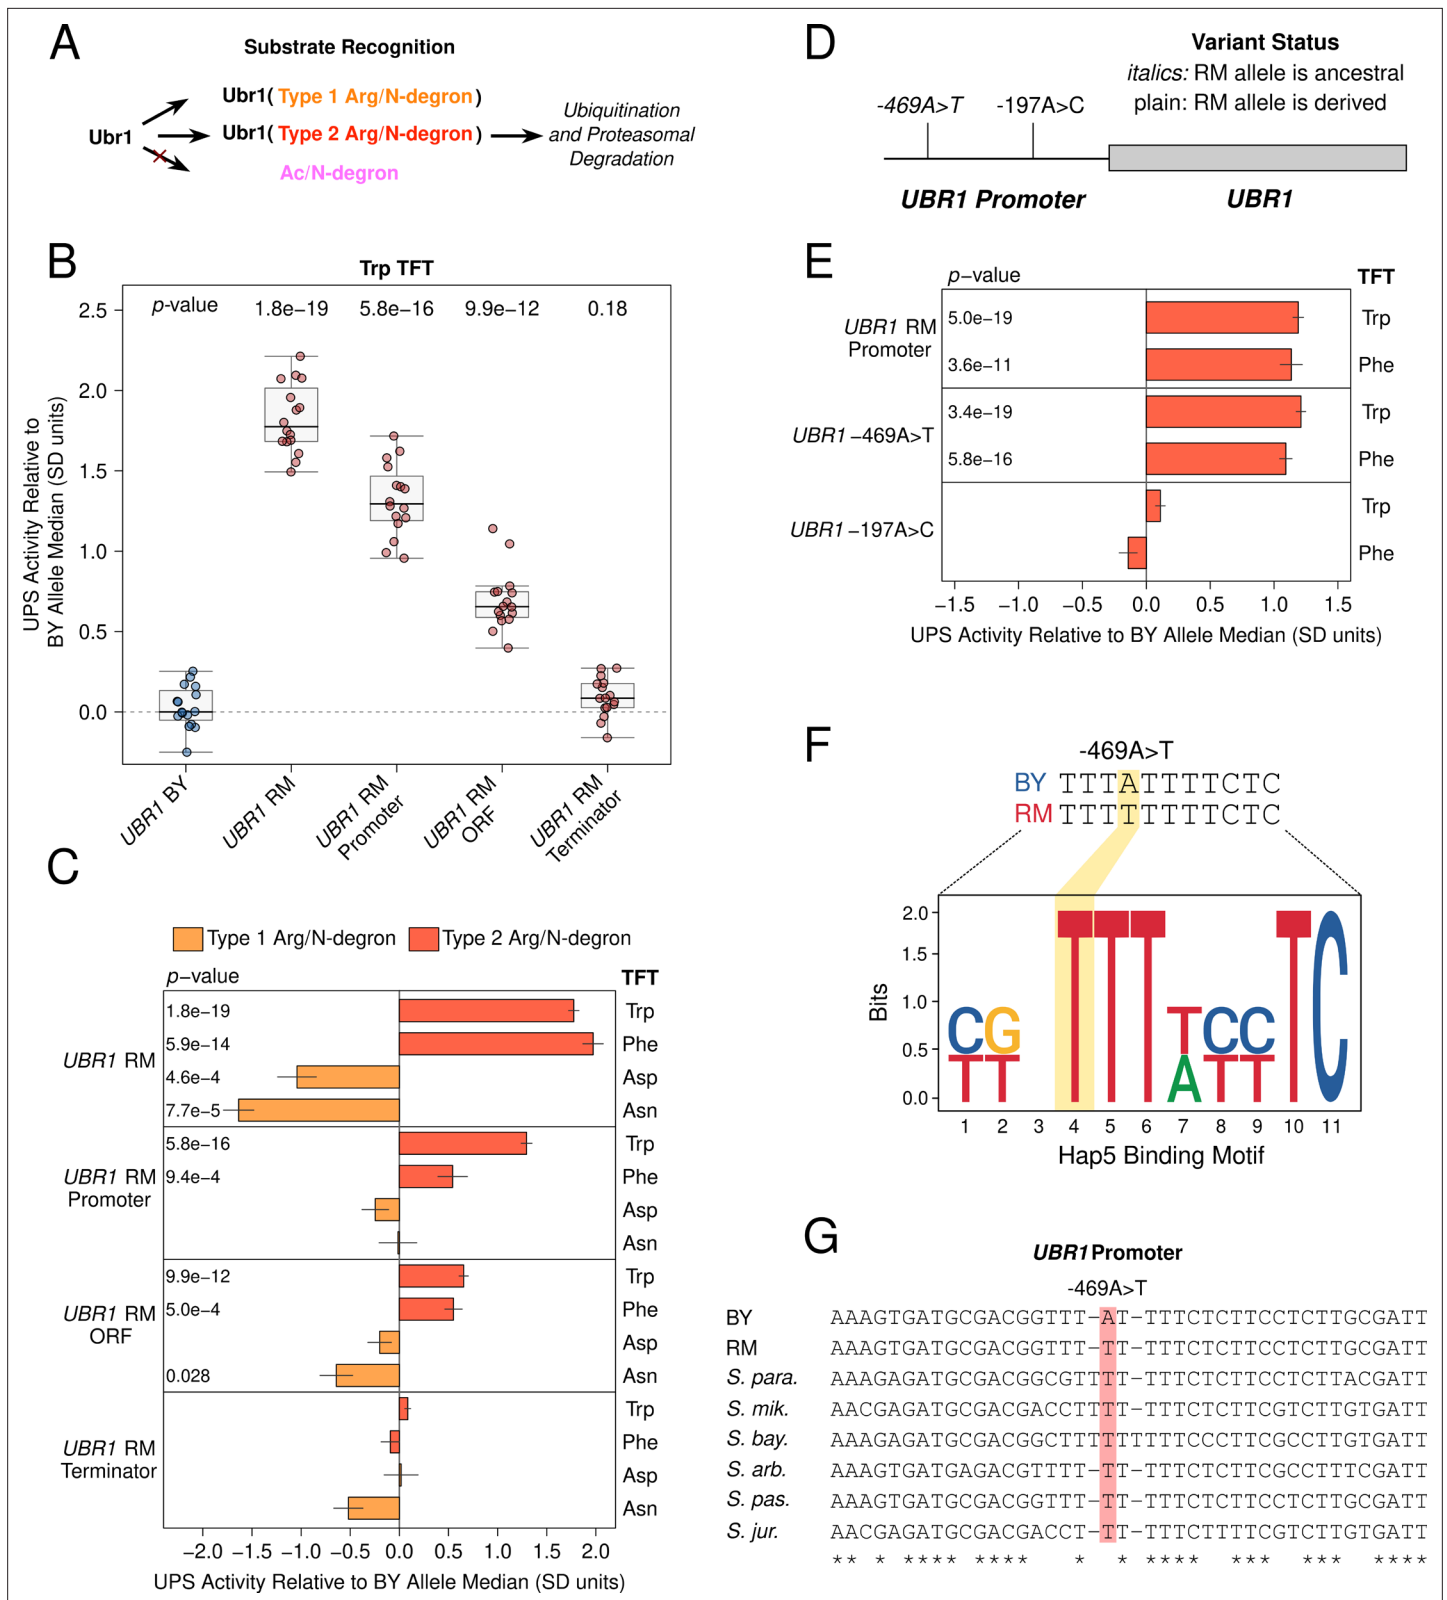 A
Substrate Recognition
Ubr1( Type 1 Arg/N-degron )
Ubr1
Ubr1( Type 2 Arg/N-degron )
Ac/N-degron
Ubiquitination
and Proteasomal
Degradation
B
Trp TFT
p-value 1.8e−19 5.8e−16 9.9e−12 0.18
UPS Activity Relative to
BY Allele Median (SD units)
2.5
2.0
1.5
1.0
0.5
0.0
UBR1 BY
UBR1 RM
UBR1 RM
Promoter
UBR1 RM
ORF
UBR1 RM
Terminator
C
Type 1 Arg/N-degron Type 2 Arg/N-degron
p−value TFT
UBR1 RM
1.8e−19 Trp
5.9e−14 Phe
4.6e−4 Asp
7.7e−5 Asn
UBR1 RM
Promoter
5.8e−16 Trp
9.4e−4 Phe
Asp
Asn
UBR1 RM
ORF
9.9e−12 Trp
5.0e−4 Phe
Asp
0.028 Asn
UBR1 RM
Terminator
Trp
Phe
Asp
Asn
−2.0 −1.5 −1.0 −0.5 0.0 0.5 1.0 1.5 2.0
UPS Activity Relative to BY Allele Median (SD units)
D
Variant Status
italics: RM allele is ancestral
plain: RM allele is derived
-469A>T -197A>C
UBR1 Promoter UBR1
E
p−value TFT
UBR1 RM
Promoter
5.0e−19 Trp
3.6e−11 Phe
UBR1 −469A>T
3.4e−19 Trp
5.8e−16 Phe
UBR1 −197A>C
Trp
Phe
−1.5 −1.0 −0.5 0.0 0.5 1.0 1.5
UPS Activity Relative to BY Allele Median (SD units)
F
-469A>T
BY TTTATTTTCTC
RM TTTTTTTTCTC
Bits
2.0
1.5
1.0
0.5
0.0
C G T T T T C C T C
T T A T T
1 2 3 4 5 6 7 8 9 10 11
Hap5 Binding Motif
G
UBR1 Promoter
-469A>T
BY AAAGTGATGCGACGGTTT−AT−TTTCTCTTCCTCTTGCGATT
RM AAAGTGATGCGACGGTTT−TT−TTTCTCTTCCTCTTGCGATT
S. para. AAAGAGATGCGACGGCGTTTT−TTTCTCTTCCTCTTACGATT
S. mik. AACGAGATGCGACGACCTTTT−TTTCTCTTCGTCTTGTGATT
S. bay. AAAGAGATGCGACGGCTTTTTTTTTCCCTTCGCCTTGTGATT
S. arb. AAAGTGATGAGACGTTTT−TT−TTTCTCTTCGCCTTTCGATT
S. pas. AAAGTGATGCGACGGTTT−TT−TTTCTCTTCCTCTTGCGATT
S. jur. AACGAGATGCGACGACCT−TT−TTTCTTTTCGTCTTGTGATT
** * **** **** * * **** *** *** ****